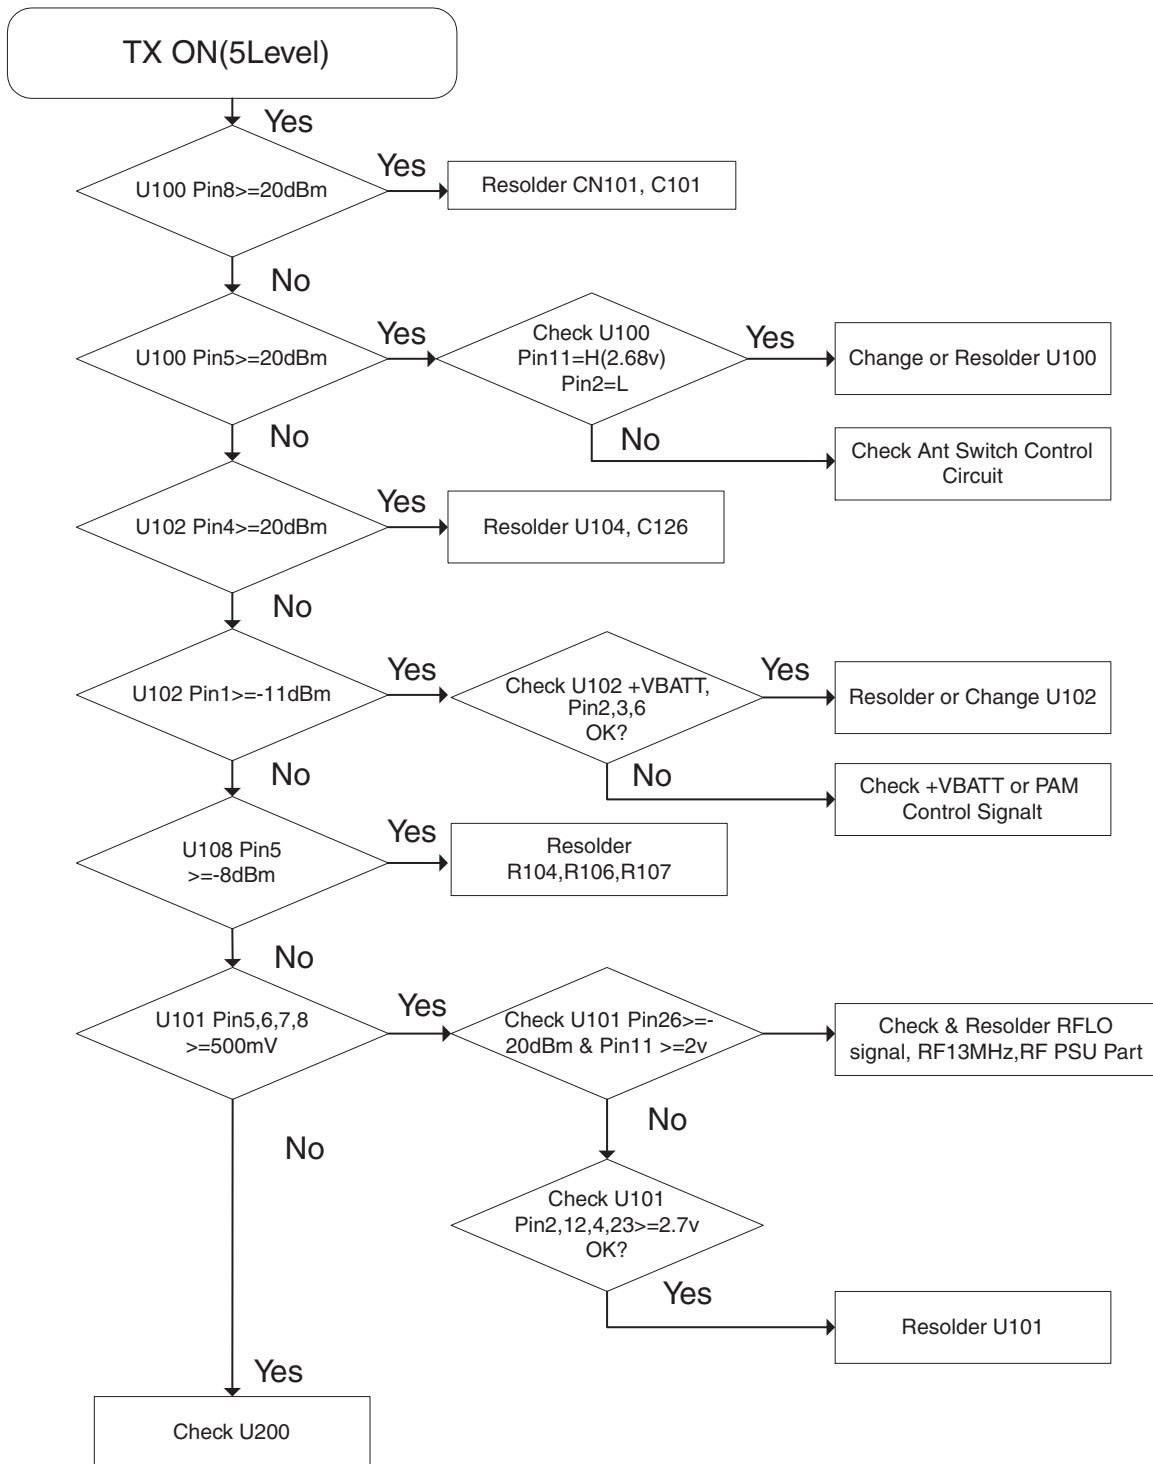 TX ON(5Level)
Yes
U100 Pin8>=20dBm
Yes
Resolder CN101, C101
No
U100 Pin5>=20dBm
Yes
Check U100
Pin11=H(2.68v)
Pin2=L
Yes
Change or Resolder U100
No
Check Ant Switch Control
Circuit
No
U102 Pin4>=20dBm
Yes
Resolder U104, C126
No
U102 Pin1>=-11dBm
Yes
Check U102 +VBATT,
Pin2,3,6
OK?
Yes
Resolder or Change U102
No
Check +VBATT or PAM
Control Signalt
No
U108 Pin5
>=-8dBm
Yes
Resolder
R104,R106,R107
No
U101 Pin5,6,7,8
>=500mV
Yes
Check U101 Pin26>=-
20dBm & Pin11 >=2v
Check & Resolder RFLO
signal, RF13MHz,RF PSU Part
No
No
Check U101
Pin2,12,4,23>=2.7v
OK?
Yes
Resolder U101
Yes
Check U200